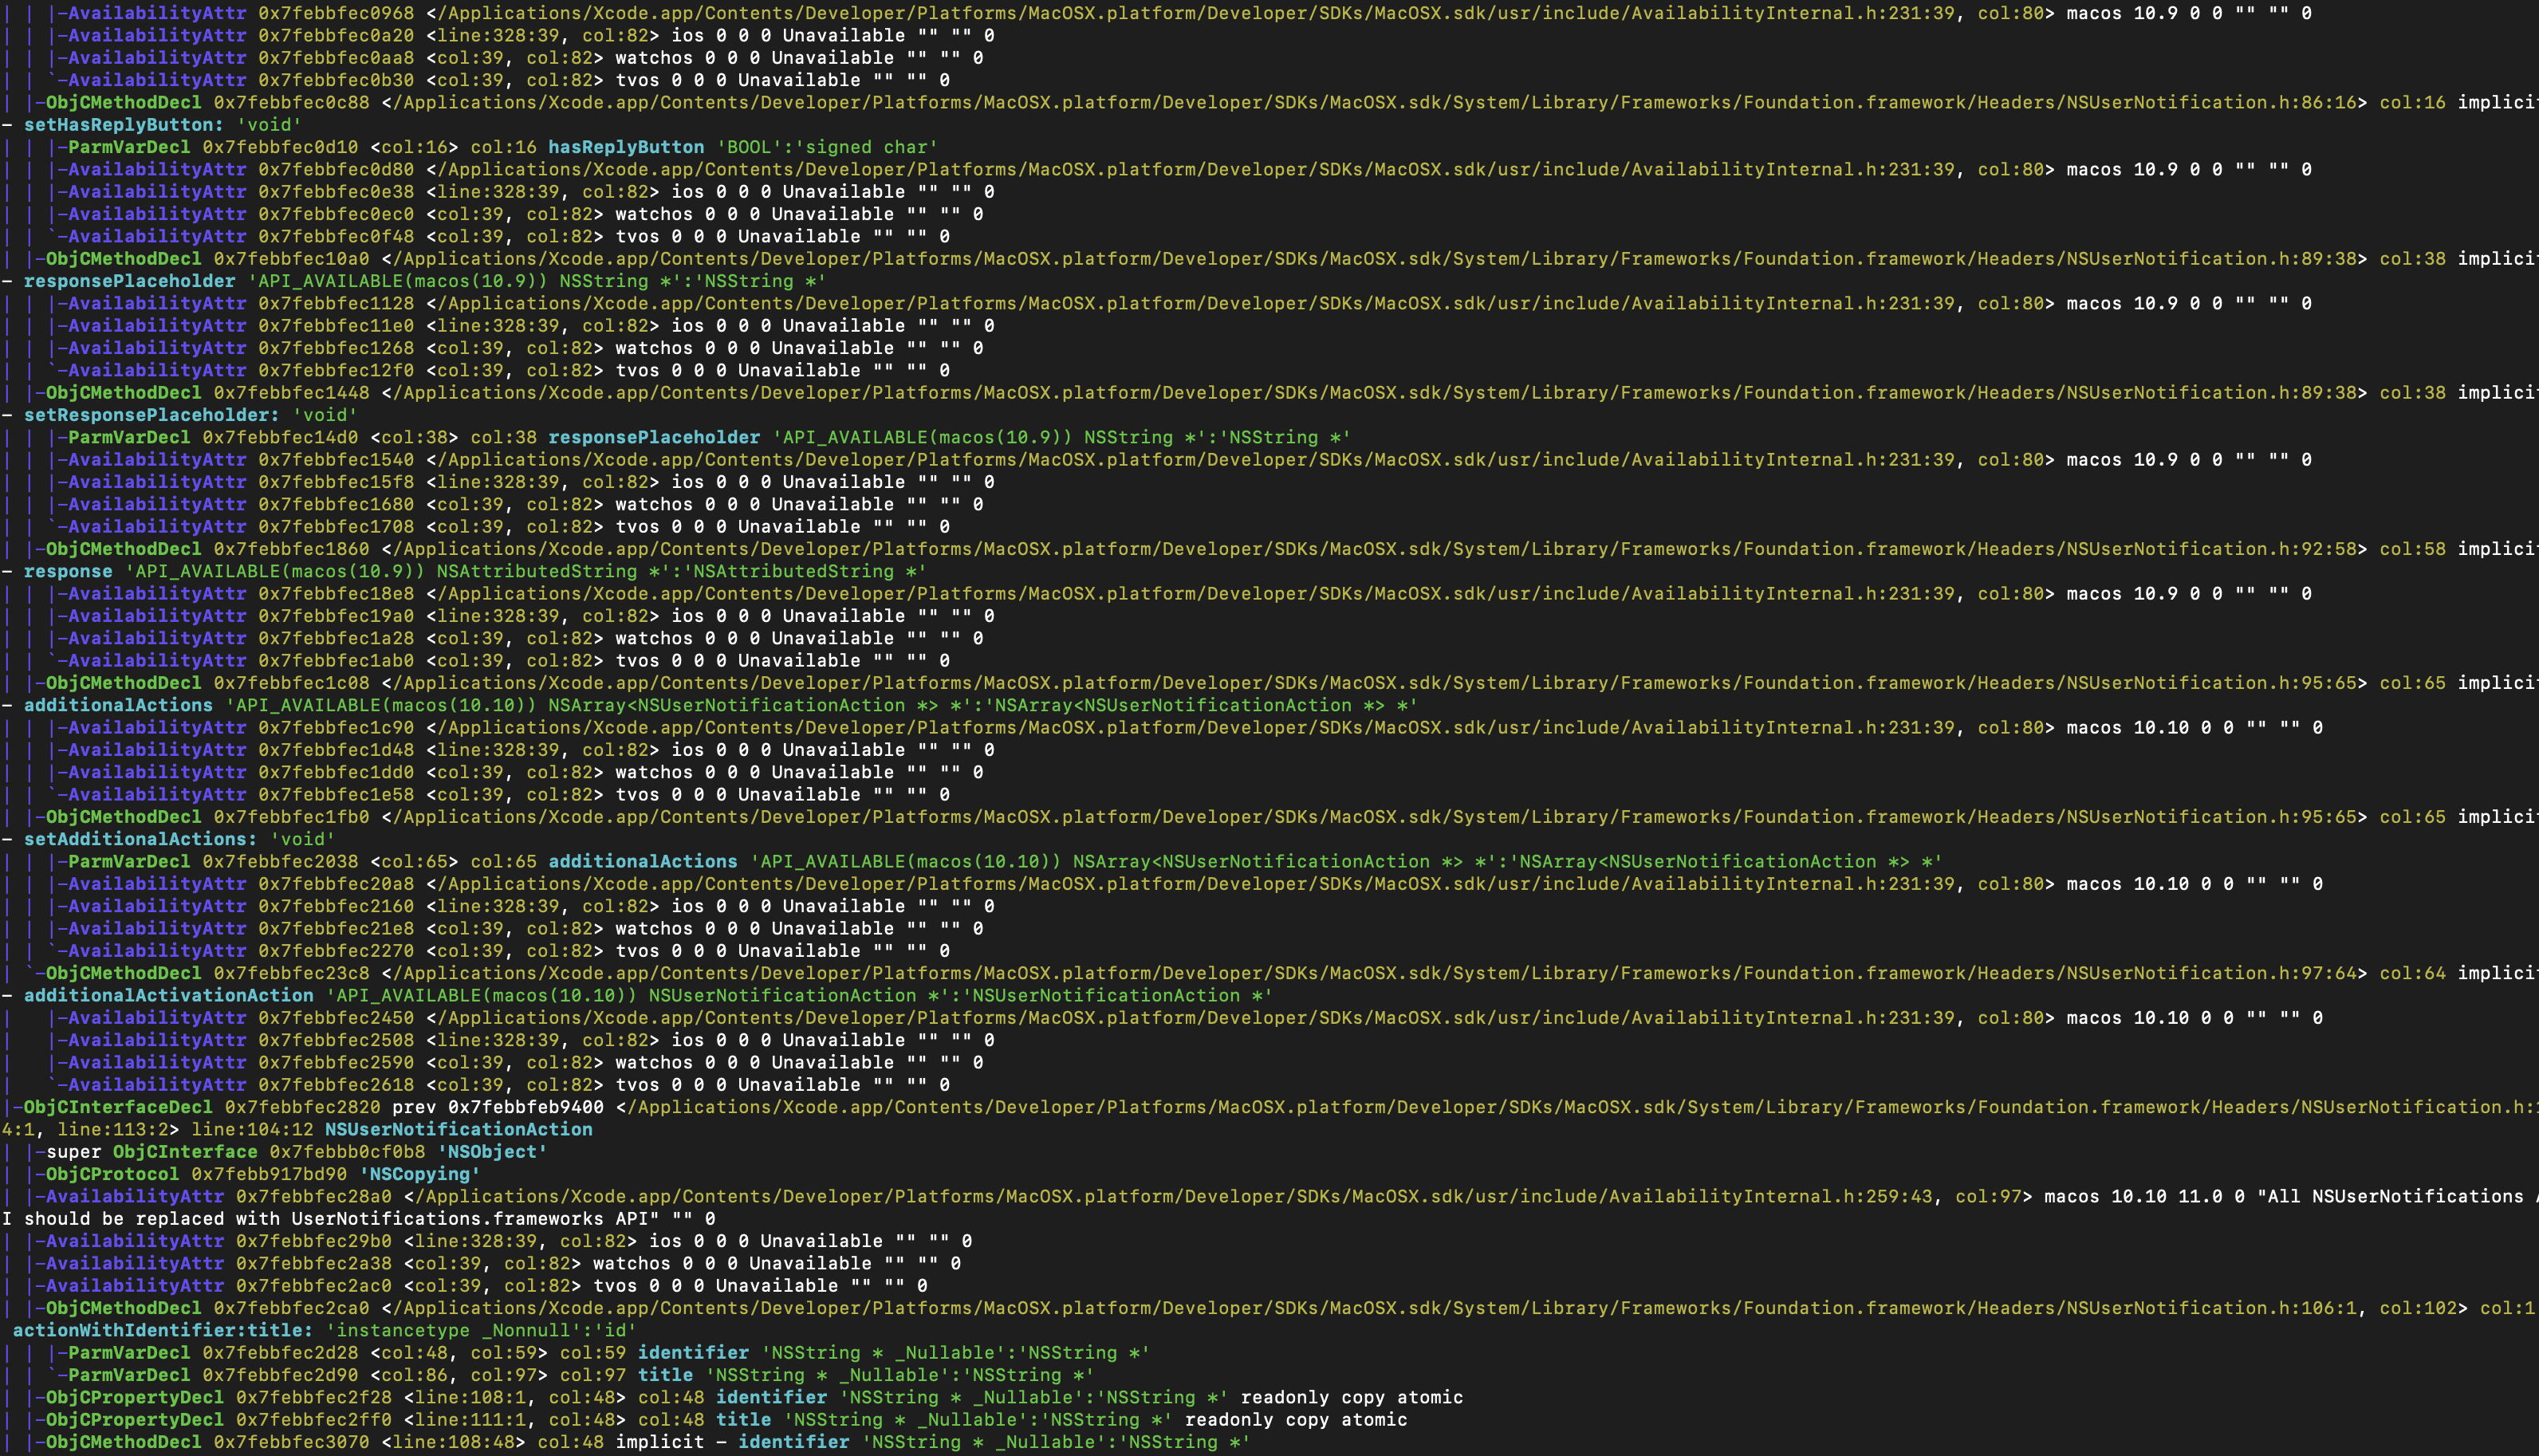 | | |-AvailabilityAttr 0x7febbfec0968 </Applications/Xcode.app/Contents/Developer/Platforms/MacOSX.platform/Developer/SDKs/MacOSX.sdk/usr/include/AvailabilityInternal.h:231:39, col:80> macos 10.9 0 0 "" "" 0
| | |-AvailabilityAttr 0x7febbfec0a20 <line:328:39, col:82> ios 0 0 0 Unavailable "" "" 0
| | |-AvailabilityAttr 0x7febbfec0aa8 <col:39, col:82> watchos 0 0 0 Unavailable "" "" 0
| | `-AvailabilityAttr 0x7febbfec0b30 <col:39, col:82> tvos 0 0 0 Unavailable "" "" 0
| |-ObjCMethodDecl 0x7febbfec0c88 </Applications/Xcode.app/Contents/Developer/Platforms/MacOSX.platform/Developer/SDKs/MacOSX.sdk/System/Library/Frameworks/Foundation.framework/Headers/NSUserNotification.h:86:16> col:16 implicit
- setHasReplyButton: 'void'
| | |-ParmVarDecl 0x7febbfec0d10 <col:16> col:16 hasReplyButton 'BOOL':'signed char'
| | |-AvailabilityAttr 0x7febbfec0d80 </Applications/Xcode.app/Contents/Developer/Platforms/MacOSX.platform/Developer/SDKs/MacOSX.sdk/usr/include/AvailabilityInternal.h:231:39, col:80> macos 10.9 0 0 "" "" 0
| | |-AvailabilityAttr 0x7febbfec0e38 <line:328:39, col:82> ios 0 0 0 Unavailable "" "" 0
| | |-AvailabilityAttr 0x7febbfec0ec0 <col:39, col:82> watchos 0 0 0 Unavailable "" "" 0
| | `-AvailabilityAttr 0x7febbfec0f48 <col:39, col:82> tvos 0 0 0 Unavailable "" "" 0
| |-ObjCMethodDecl 0x7febbfec10a0 </Applications/Xcode.app/Contents/Developer/Platforms/MacOSX.platform/Developer/SDKs/MacOSX.sdk/System/Library/Frameworks/Foundation.framework/Headers/NSUserNotification.h:89:38> col:38 implicit
- responsePlaceholder 'API_AVAILABLE(macos(10.9)) NSString *':'NSString *'
| | |-AvailabilityAttr 0x7febbfec1128 </Applications/Xcode.app/Contents/Developer/Platforms/MacOSX.platform/Developer/SDKs/MacOSX.sdk/usr/include/AvailabilityInternal.h:231:39, col:80> macos 10.9 0 0 "" "" 0
| | |-AvailabilityAttr 0x7febbfec11e0 <line:328:39, col:82> ios 0 0 0 Unavailable "" "" 0
| | |-AvailabilityAttr 0x7febbfec1268 <col:39, col:82> watchos 0 0 0 Unavailable "" "" 0
| | `-AvailabilityAttr 0x7febbfec12f0 <col:39, col:82> tvos 0 0 0 Unavailable "" "" 0
| |-ObjCMethodDecl 0x7febbfec1448 </Applications/Xcode.app/Contents/Developer/Platforms/MacOSX.platform/Developer/SDKs/MacOSX.sdk/System/Library/Frameworks/Foundation.framework/Headers/NSUserNotification.h:89:38> col:38 implicit
- setResponsePlaceholder: 'void'
| | |-ParmVarDecl 0x7febbfec14d0 <col:38> col:38 responsePlaceholder 'API_AVAILABLE(macos(10.9)) NSString *':'NSString *'
| | |-AvailabilityAttr 0x7febbfec1540 </Applications/Xcode.app/Contents/Developer/Platforms/MacOSX.platform/Developer/SDKs/MacOSX.sdk/usr/include/AvailabilityInternal.h:231:39, col:80> macos 10.9 0 0 "" "" 0
| | |-AvailabilityAttr 0x7febbfec15f8 <line:328:39, col:82> ios 0 0 0 Unavailable "" "" 0
| | |-AvailabilityAttr 0x7febbfec1680 <col:39, col:82> watchos 0 0 0 Unavailable "" "" 0
| | `-AvailabilityAttr 0x7febbfec1708 <col:39, col:82> tvos 0 0 0 Unavailable "" "" 0
| |-ObjCMethodDecl 0x7febbfec1860 </Applications/Xcode.app/Contents/Developer/Platforms/MacOSX.platform/Developer/SDKs/MacOSX.sdk/System/Library/Frameworks/Foundation.framework/Headers/NSUserNotification.h:92:58> col:58 implicit
- response 'API_AVAILABLE(macos(10.9)) NSAttributedString *':'NSAttributedString *'
| | |-AvailabilityAttr 0x7febbfec18e8 </Applications/Xcode.app/Contents/Developer/Platforms/MacOSX.platform/Developer/SDKs/MacOSX.sdk/usr/include/AvailabilityInternal.h:231:39, col:80> macos 10.9 0 0 "" "" 0
| | |-AvailabilityAttr 0x7febbfec19a0 <line:328:39, col:82> ios 0 0 0 Unavailable "" "" 0
| | |-AvailabilityAttr 0x7febbfec1a28 <col:39, col:82> watchos 0 0 0 Unavailable "" "" 0
| | `-AvailabilityAttr 0x7febbfec1ab0 <col:39, col:82> tvos 0 0 0 Unavailable "" "" 0
| |-ObjCMethodDecl 0x7febbfec1c08 </Applications/Xcode.app/Contents/Developer/Platforms/MacOSX.platform/Developer/SDKs/MacOSX.sdk/System/Library/Frameworks/Foundation.framework/Headers/NSUserNotification.h:95:65> col:65 implicit
- additionalActions 'API_AVAILABLE(macos(10.10)) NSArray<NSUserNotificationAction *> *':'NSArray<NSUserNotificationAction *> *'
| | |-AvailabilityAttr 0x7febbfec1c90 </Applications/Xcode.app/Contents/Developer/Platforms/MacOSX.platform/Developer/SDKs/MacOSX.sdk/usr/include/AvailabilityInternal.h:231:39, col:80> macos 10.10 0 0 "" "" 0
| | |-AvailabilityAttr 0x7febbfec1d48 <line:328:39, col:82> ios 0 0 0 Unavailable "" "" 0
| | |-AvailabilityAttr 0x7febbfec1dd0 <col:39, col:82> watchos 0 0 0 Unavailable "" "" 0
| | `-AvailabilityAttr 0x7febbfec1e58 <col:39, col:82> tvos 0 0 0 Unavailable "" "" 0
| |-ObjCMethodDecl 0x7febbfec1fb0 </Applications/Xcode.app/Contents/Developer/Platforms/MacOSX.platform/Developer/SDKs/MacOSX.sdk/System/Library/Frameworks/Foundation.framework/Headers/NSUserNotification.h:95:65> col:65 implicit
- setAdditionalActions: 'void'
| | |-ParmVarDecl 0x7febbfec2038 <col:65> col:65 additionalActions 'API_AVAILABLE(macos(10.10)) NSArray<NSUserNotificationAction *> *':'NSArray<NSUserNotificationAction *> *'
| | |-AvailabilityAttr 0x7febbfec20a8 </Applications/Xcode.app/Contents/Developer/Platforms/MacOSX.platform/Developer/SDKs/MacOSX.sdk/usr/include/AvailabilityInternal.h:231:39, col:80> macos 10.10 0 0 "" "" 0
| | |-AvailabilityAttr 0x7febbfec2160 <line:328:39, col:82> ios 0 0 0 Unavailable "" "" 0
| | |-AvailabilityAttr 0x7febbfec21e8 <col:39, col:82> watchos 0 0 0 Unavailable "" "" 0
| | `-AvailabilityAttr 0x7febbfec2270 <col:39, col:82> tvos 0 0 0 Unavailable "" "" 0
| `-ObjCMethodDecl 0x7febbfec23c8 </Applications/Xcode.app/Contents/Developer/Platforms/MacOSX.platform/Developer/SDKs/MacOSX.sdk/System/Library/Frameworks/Foundation.framework/Headers/NSUserNotification.h:97:64> col:64 implicit
- additionalActivationAction 'API_AVAILABLE(macos(10.10)) NSUserNotificationAction *':'NSUserNotificationAction *'
|   |-AvailabilityAttr 0x7febbfec2450 </Applications/Xcode.app/Contents/Developer/Platforms/MacOSX.platform/Developer/SDKs/MacOSX.sdk/usr/include/AvailabilityInternal.h:231:39, col:80> macos 10.10 0 0 "" "" 0
|   |-AvailabilityAttr 0x7febbfec2508 <line:328:39, col:82> ios 0 0 0 Unavailable "" "" 0
|   |-AvailabilityAttr 0x7febbfec2590 <col:39, col:82> watchos 0 0 0 Unavailable "" "" 0
|   `-AvailabilityAttr 0x7febbfec2618 <col:39, col:82> tvos 0 0 0 Unavailable "" "" 0
|-ObjCInterfaceDecl 0x7febbfec2820 prev 0x7febbfeb9400 </Applications/Xcode.app/Contents/Developer/Platforms/MacOSX.platform/Developer/SDKs/MacOSX.sdk/System/Library/Frameworks/Foundation.framework/Headers/NSUserNotification.h:1
4:1, line:113:2> line:104:12 NSUserNotificationAction
| |-super ObjCInterface 0x7febbb0cf0b8 'NSObject'
| |-ObjCProtocol 0x7febb917bd90 'NSCopying'
| |-AvailabilityAttr 0x7febbfec28a0 </Applications/Xcode.app/Contents/Developer/Platforms/MacOSX.platform/Developer/SDKs/MacOSX.sdk/usr/include/AvailabilityInternal.h:259:43, col:97> macos 10.10 11.0 0 "All NSUserNotifications A
I should be replaced with UserNotifications.frameworks API" "" 0
| |-AvailabilityAttr 0x7febbfec29b0 <line:328:39, col:82> ios 0 0 0 Unavailable "" "" 0
| |-AvailabilityAttr 0x7febbfec2a38 <col:39, col:82> watchos 0 0 0 Unavailable "" "" 0
| |-AvailabilityAttr 0x7febbfec2ac0 <col:39, col:82> tvos 0 0 0 Unavailable "" "" 0
| |-ObjCMethodDecl 0x7febbfec2ca0 </Applications/Xcode.app/Contents/Developer/Platforms/MacOSX.platform/Developer/SDKs/MacOSX.sdk/System/Library/Frameworks/Foundation.framework/Headers/NSUserNotification.h:106:1, col:102> col:1
actionWithIdentifier:title: 'instancetype _Nonnull':'id'
| | |-ParmVarDecl 0x7febbfec2d28 <col:48, col:59> col:59 identifier 'NSString * _Nullable':'NSString *'
| | `-ParmVarDecl 0x7febbfec2d90 <col:86, col:97> col:97 title 'NSString * _Nullable':'NSString *'
| |-ObjCPropertyDecl 0x7febbfec2f28 <line:108:1, col:48> col:48 identifier 'NSString * _Nullable':'NSString *' readonly copy atomic
| |-ObjCPropertyDecl 0x7febbfec2ff0 <line:111:1, col:48> col:48 title 'NSString * _Nullable':'NSString *' readonly copy atomic
| |-ObjCMethodDecl 0x7febbfec3070 <line:108:48> col:48 implicit - identifier 'NSString * _Nullable':'NSString *'